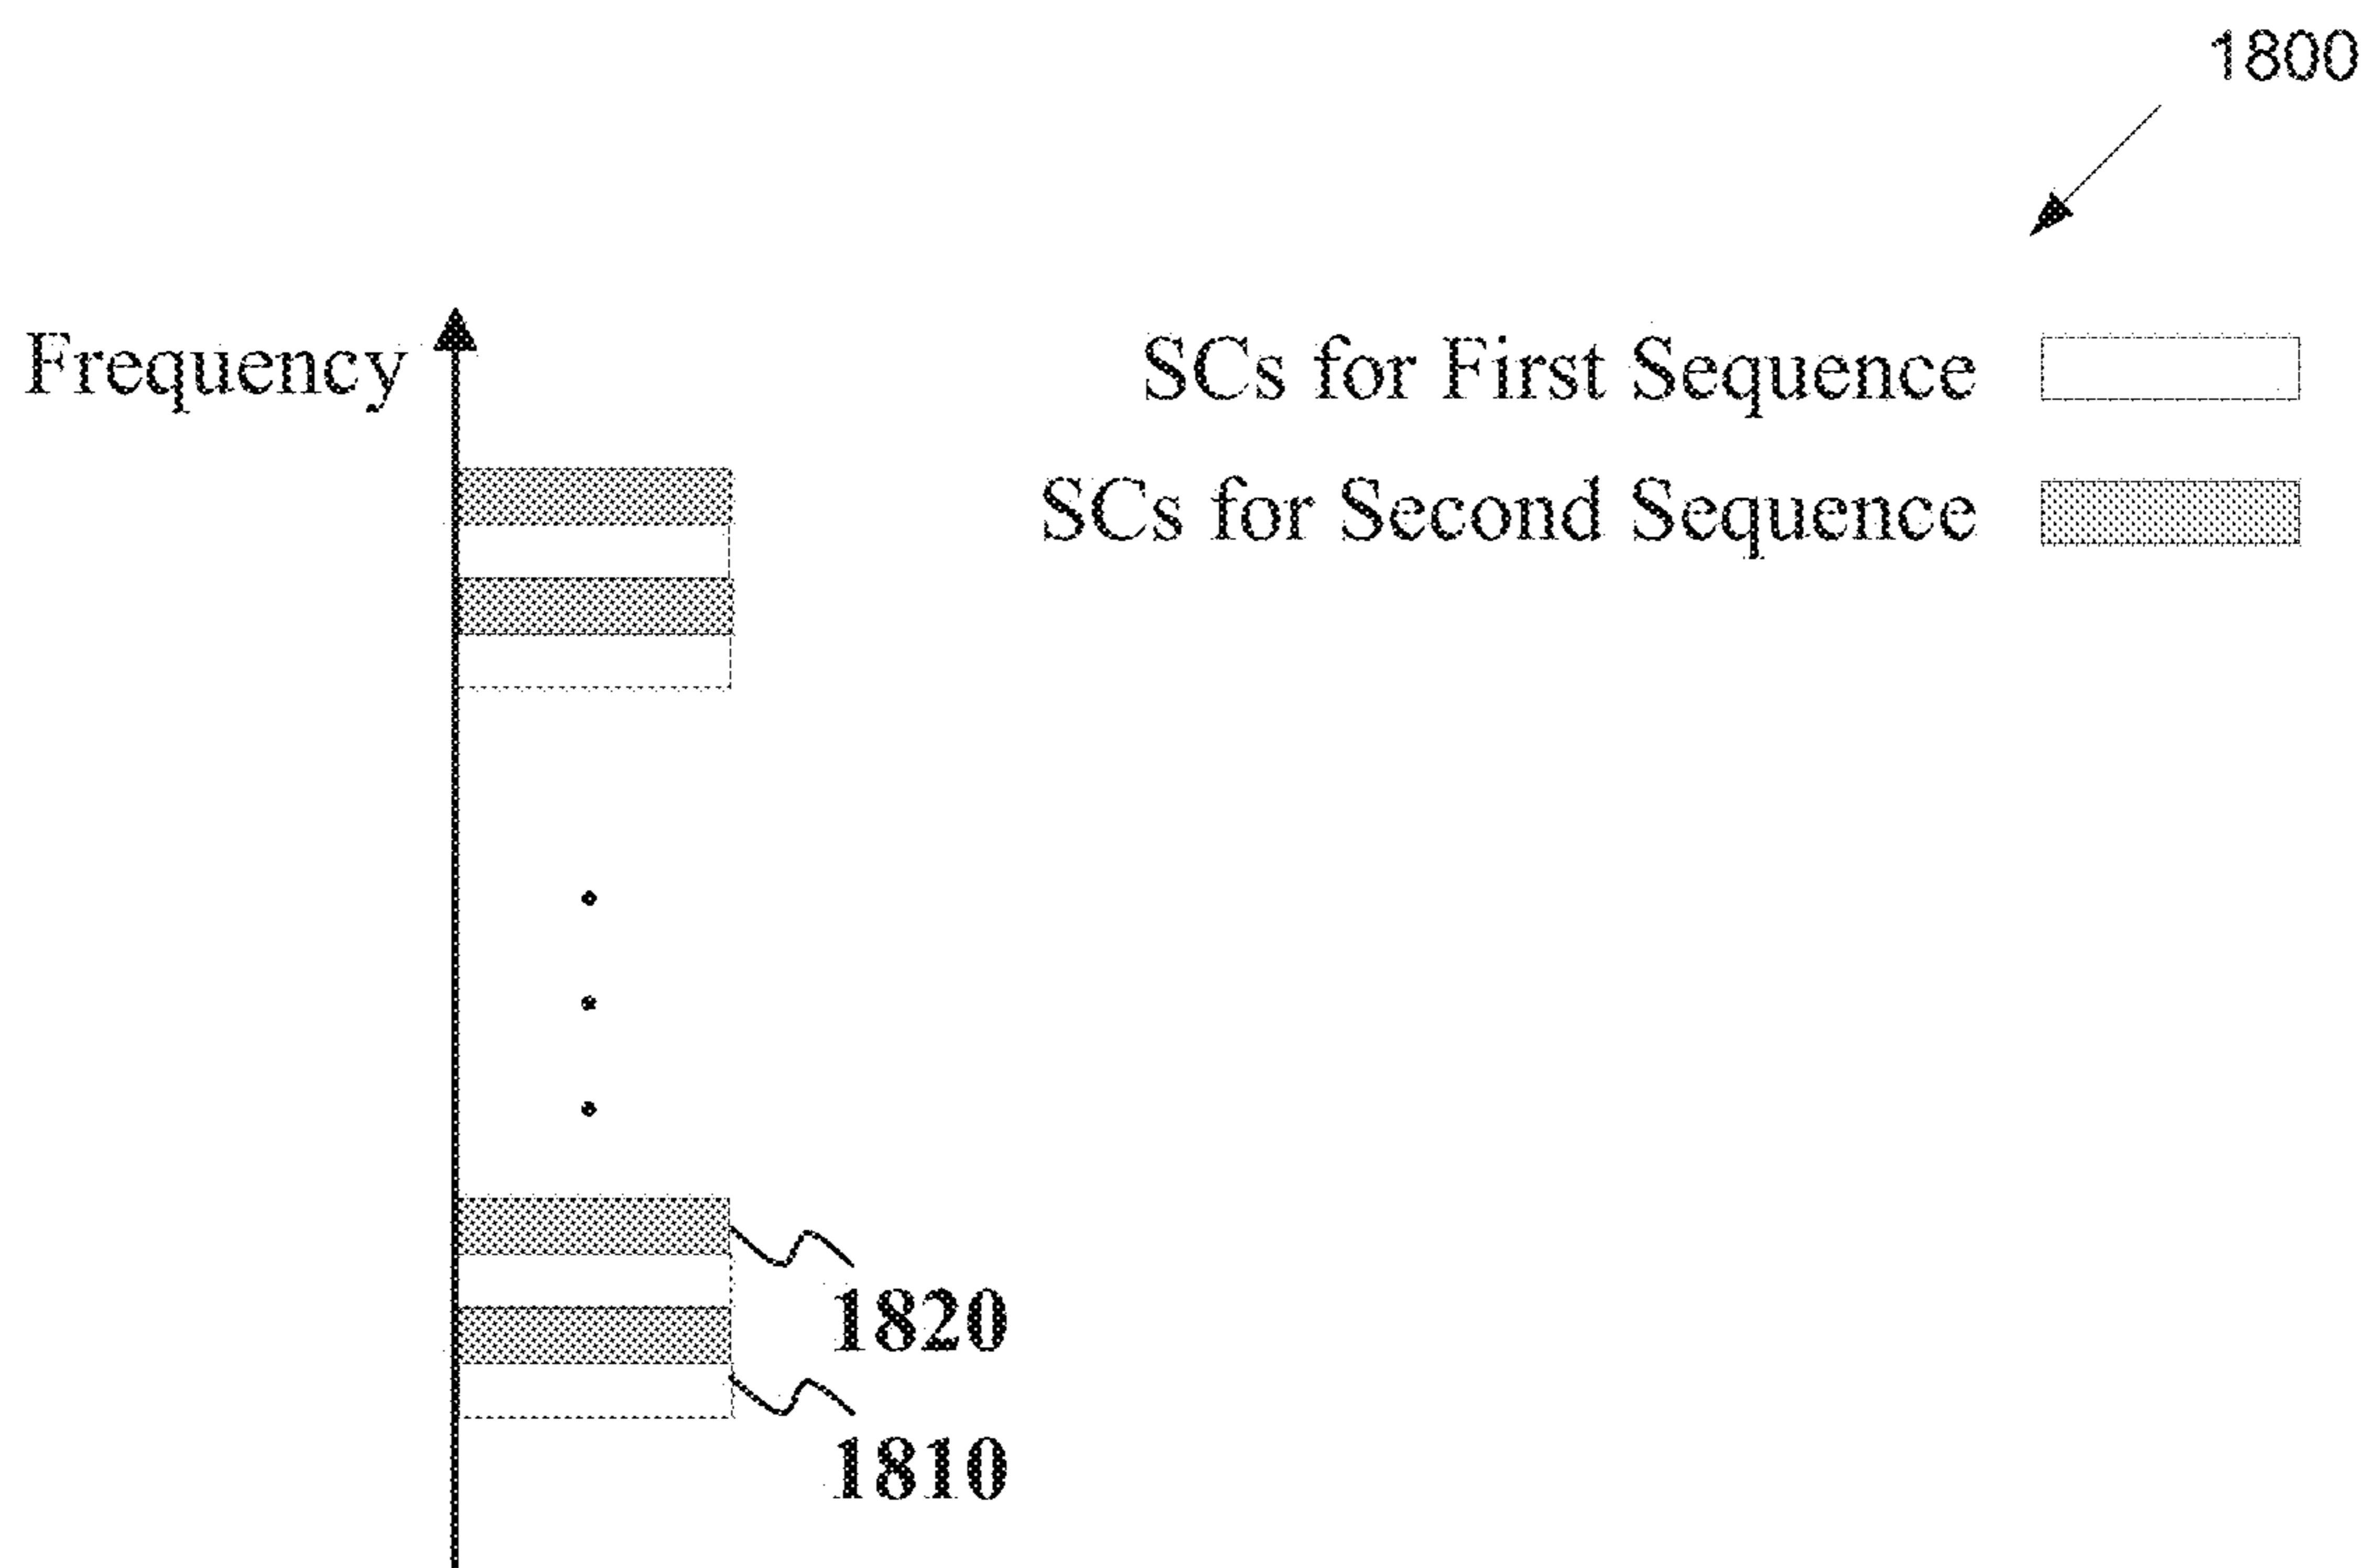 1800
Frequency
SCs for First Sequence
SCs for Second Sequence
1820
1810